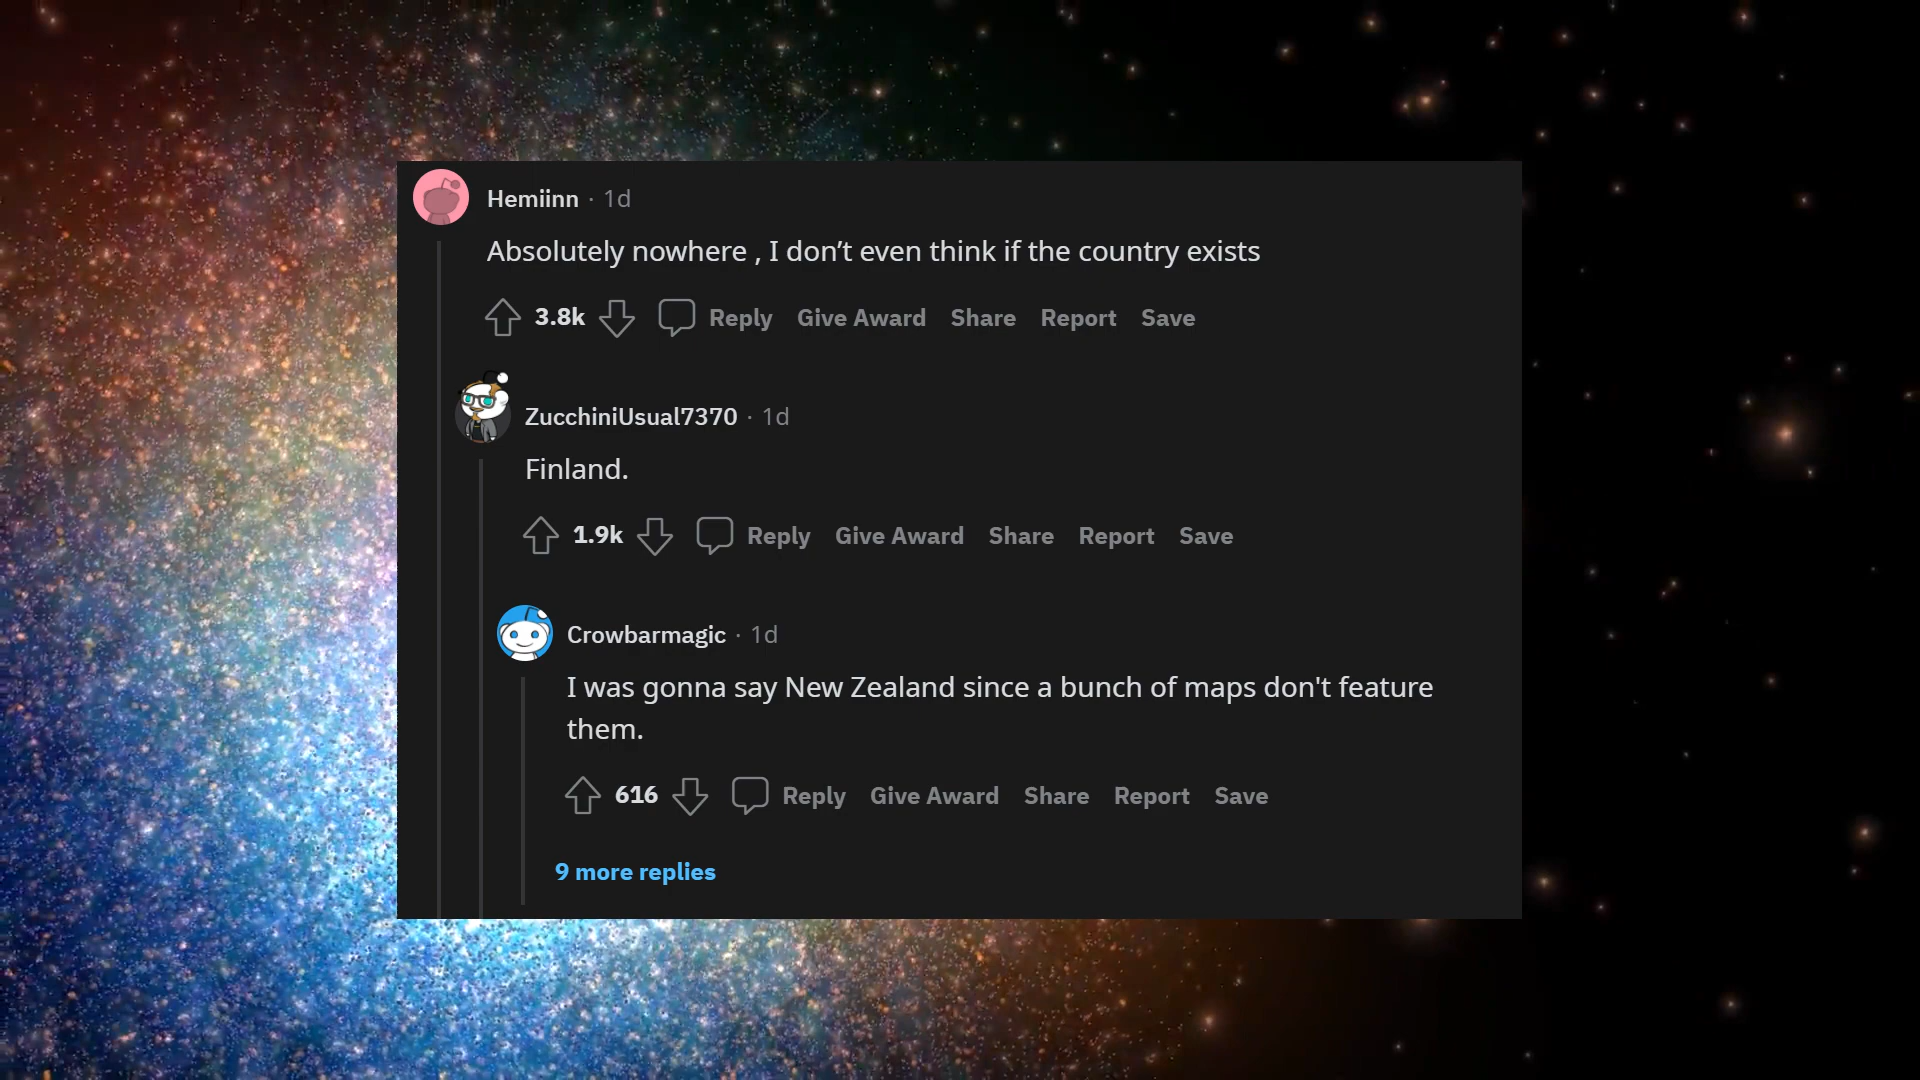 Hemiinn · 1d
Absolutely nowhere , I don’t even think if the country exists
3.8k Reply Give Award Share Report Save
ZucchiniUsual7370 · 1d
Finland.
1.9k Reply Give Award Share Report Save
Crowbarmagic · 1d
I was gonna say New Zealand since a bunch of maps don't feature
them.
616 Reply Give Award Share Report Save
9 more replies